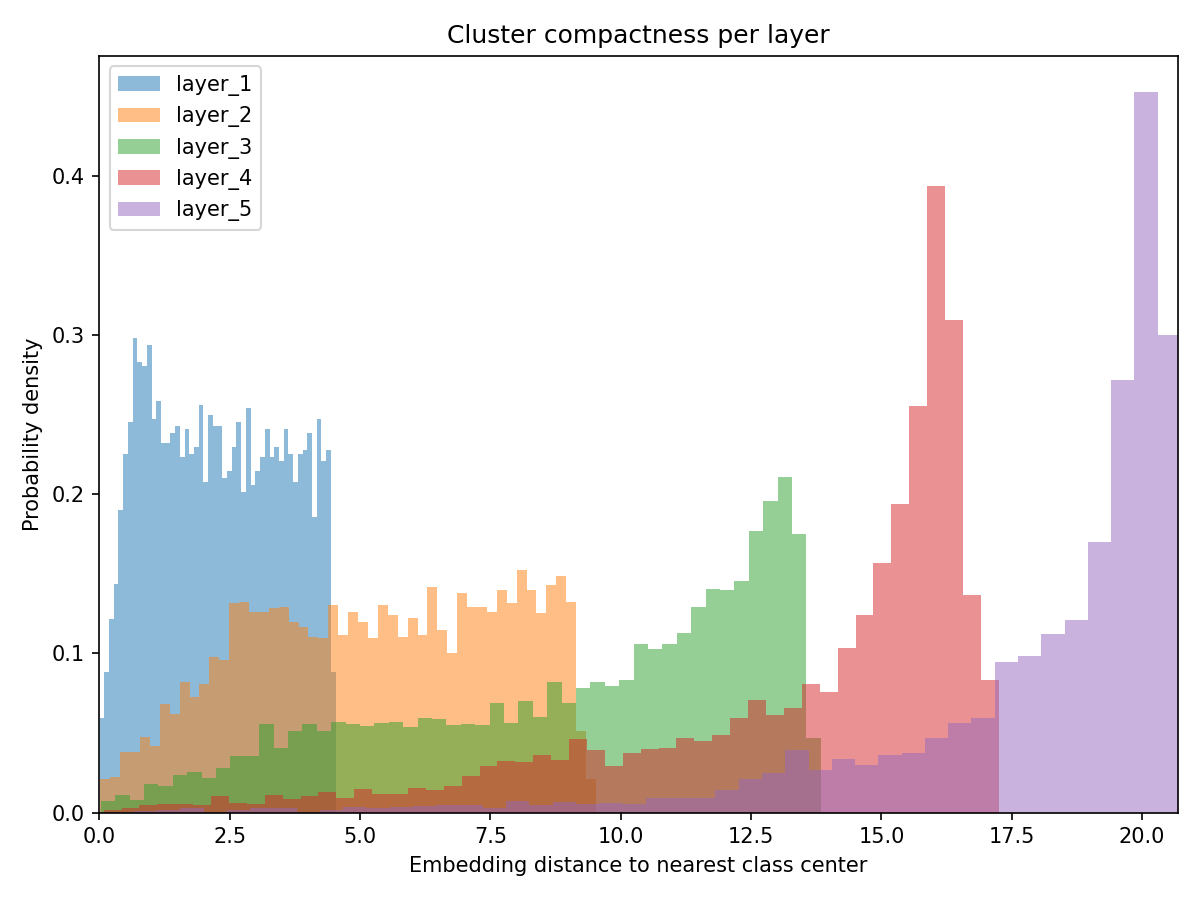 Cluster compactness per layer
layer_1
layer_2
layer_3
layer_4
layer_5
Probability density
0.4
0.3
0.2
0.1
0.0
0.0 2.5 5.0 7.5 10.0 12.5 15.0 17.5 20.0
Embedding distance to nearest class center